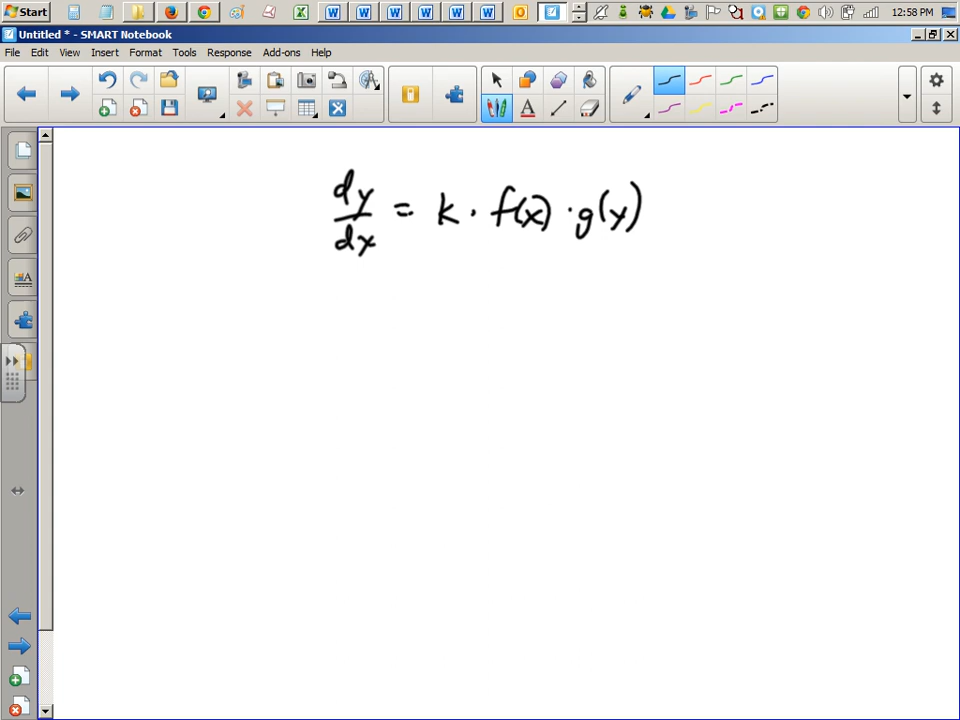 Start
12:58 PM
Untitled * - SMART Notebook
File Edit View Insert Format Tools Response Add-ons Help
dy/dx = k · f(x) · g(y)